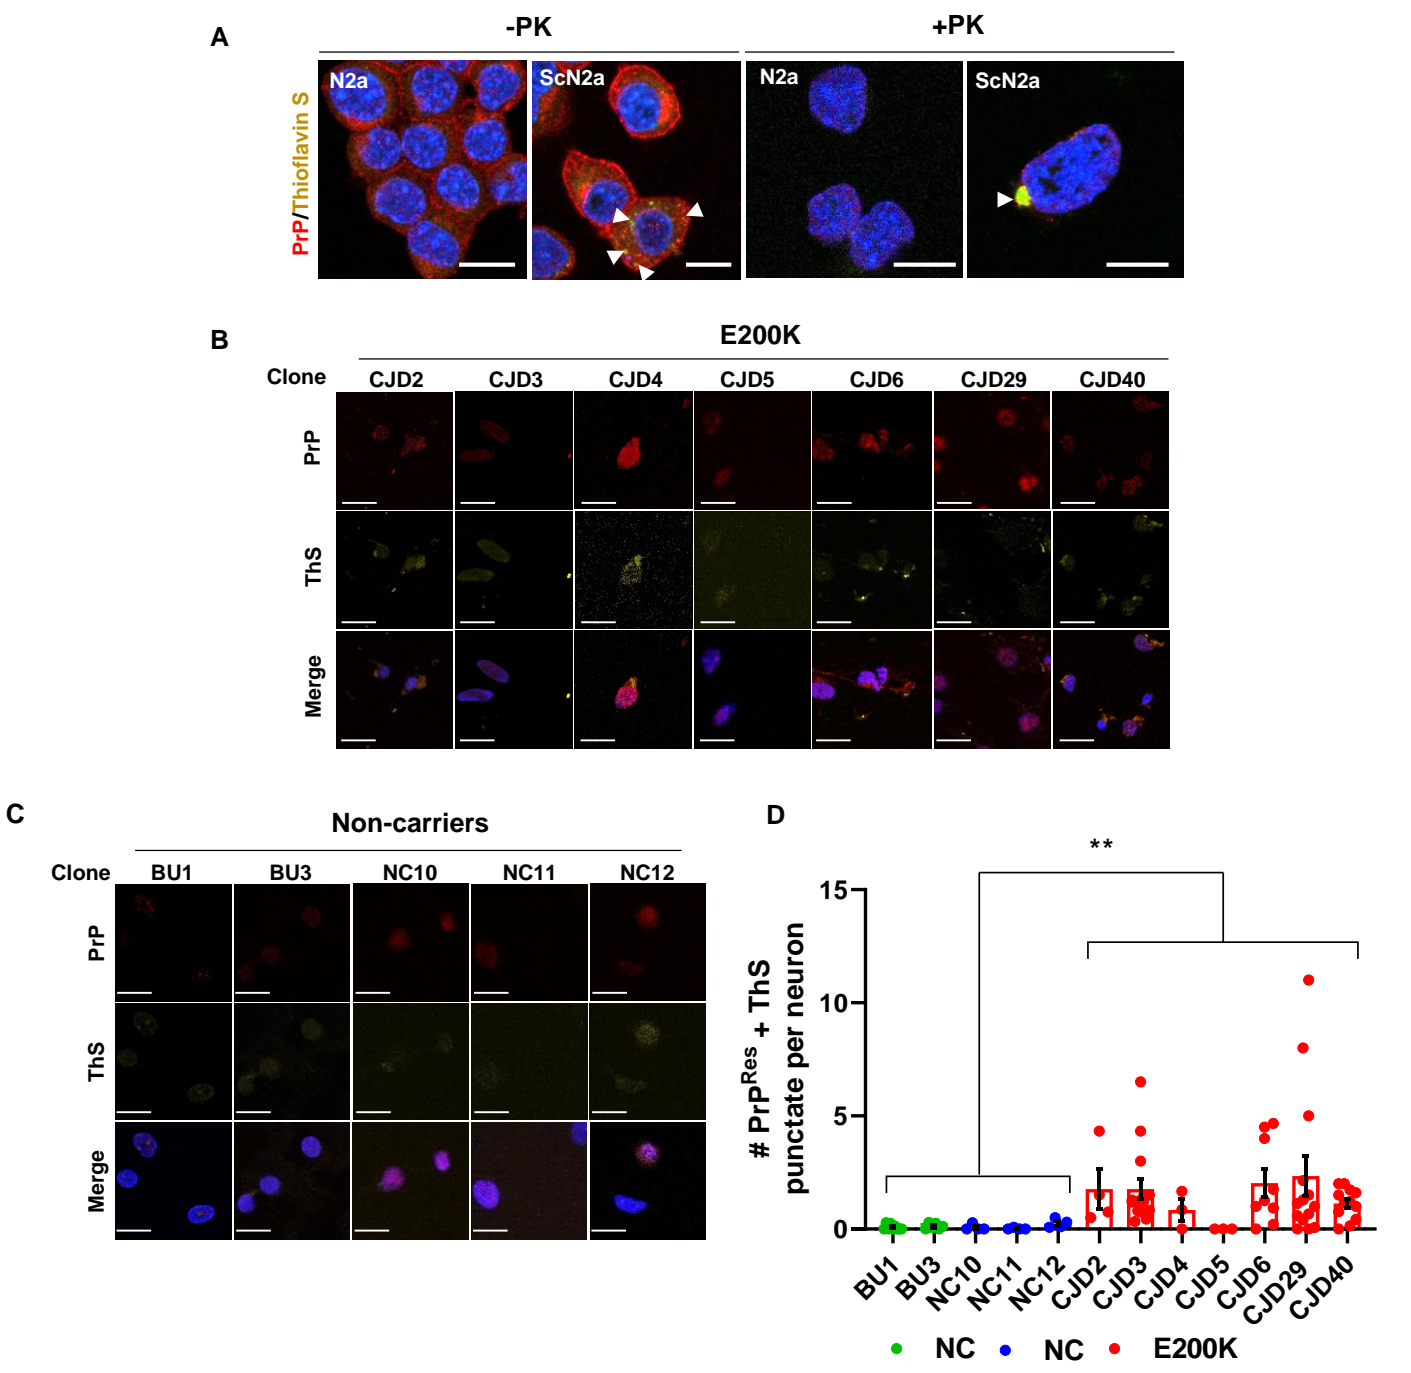 A
-PK
+PK
PrP/Thioflavin S
N2a
ScN2a
N2a
ScN2a
B
E200K
Clone
CJD2
CJD3
CJD4
CJD5
CJD6
CJD29
CJD40
PrP
ThS
Merge
C
Non-carriers
Clone
BU1
BU3
NC10
NC11
NC12
PrP
ThS
Merge
D
**
# PrPRes + ThS
punctate per neuron
15
10
5
0
BU1
BU3
NC10
NC11
NC12
CJD2
CJD3
CJD4
CJD5
CJD6
CJD29
CJD40
NC
NC
E200K